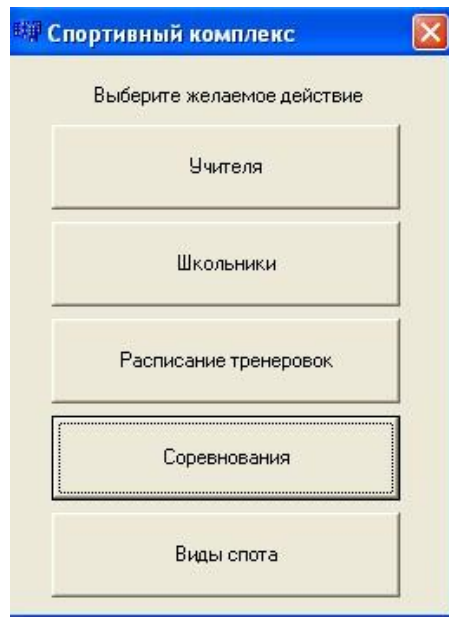 Спортивный комплекс
Выберите желаемое действие
Учителя
Школьники
Расписание тренеровок
Соревнования
Виды спота